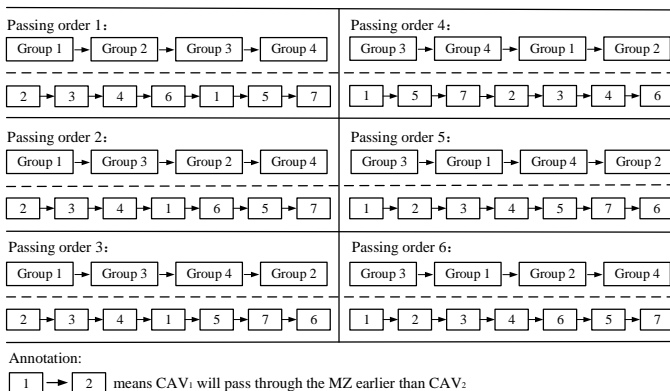 Passing order 1:
Group 1 Group 2 Group 3 Group 4
2 3 4 6 1 5 7
Passing order 2:
Group 1 Group 3 Group 2 Group 4
2 3 4 1 6 5 7
Passing order 3:
Group 1 Group 3 Group 4 Group 2
2 3 4 1 5 7 6
Passing order 4:
Group 3 Group 4 Group 1 Group 2
1 5 7 2 3 4 6
Passing order 5:
Group 3 Group 1 Group 4 Group 2
1 2 3 4 5 7 6
Passing order 6:
Group 3 Group 1 Group 2 Group 4
1 2 3 4 6 5 7
Annotation:
1 2 means CAV₁ will pass through the MZ earlier than CAV₂